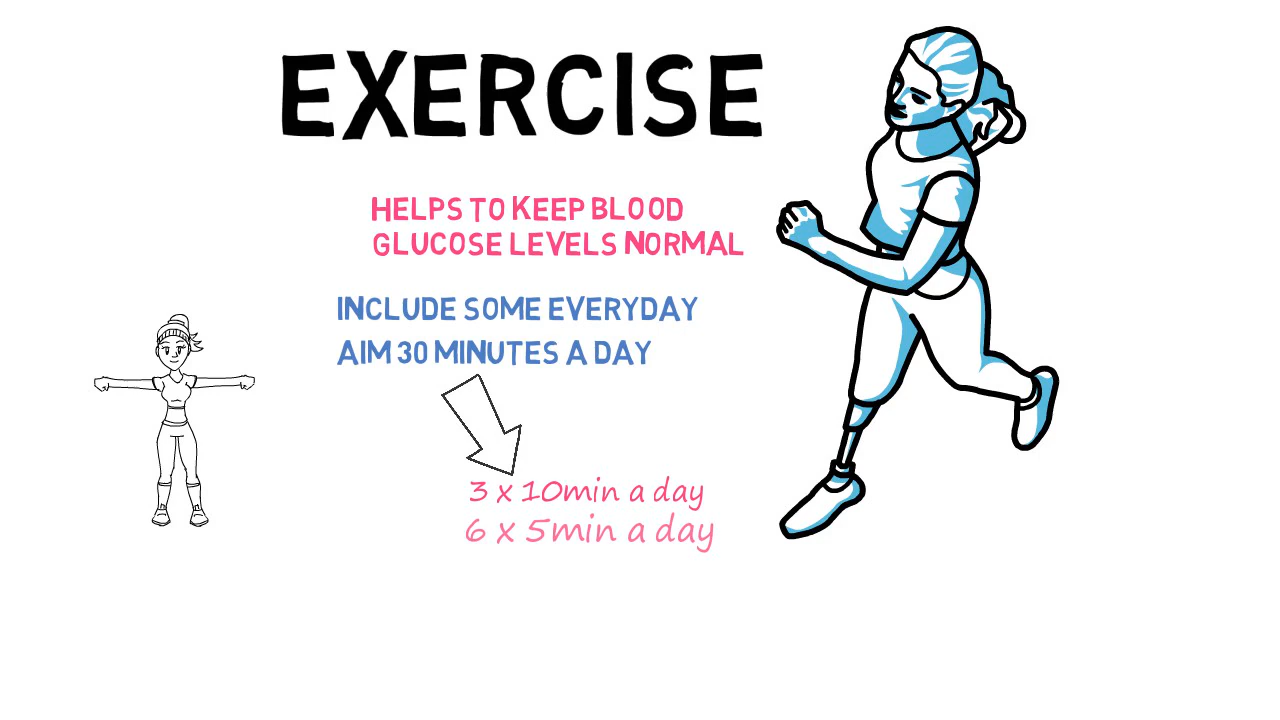 EXERCISE
HELPS TO KEEP BLOOD
GLUCOSE LEVELS NORMAL
INCLUDE SOME EVERYDAY
AIM 30 MINUTES A DAY
3 x 10min a day
6 x 5min a day